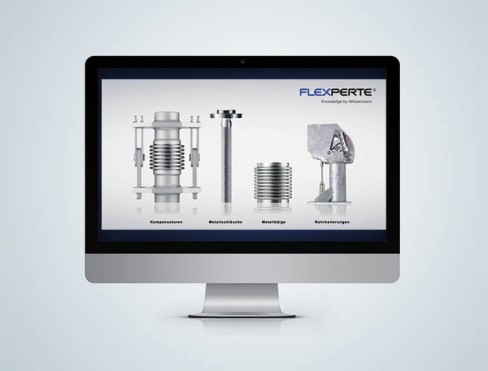 FLEXPERTE®
Knowledge by Witzenmann
Kompensatoren
Metallschläuche
Metallbälge
Rohrhalterungen